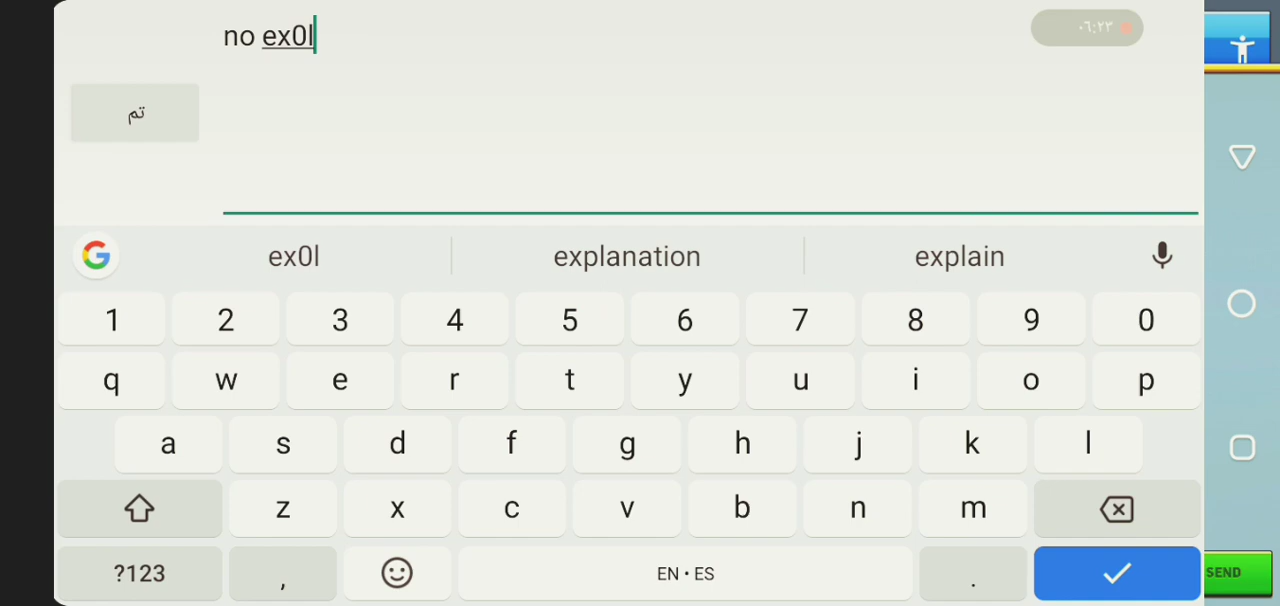 no ex0l
٠٦:٢٣
تم
ex0l explanation explain
1 2 3 4 5 6 7 8 9 0
q w e r t y u i o p
a s d f g h j k l
z x c v b n m
?123 , EN • ES .
SEND